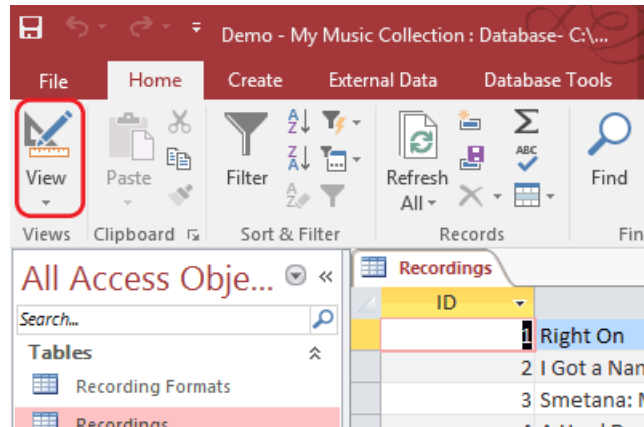 Demo - My Music Collection : Database- C:\...
File Home Create External Data Database Tools
View Paste Filter Refresh All Find
Views Clipboard Sort & Filter Records Fin
All Access Obje...
Search...
Tables
Recording Formats
Recordings
Recordings
ID
1 Right On
2 I Got a Nan
3 Smetana: